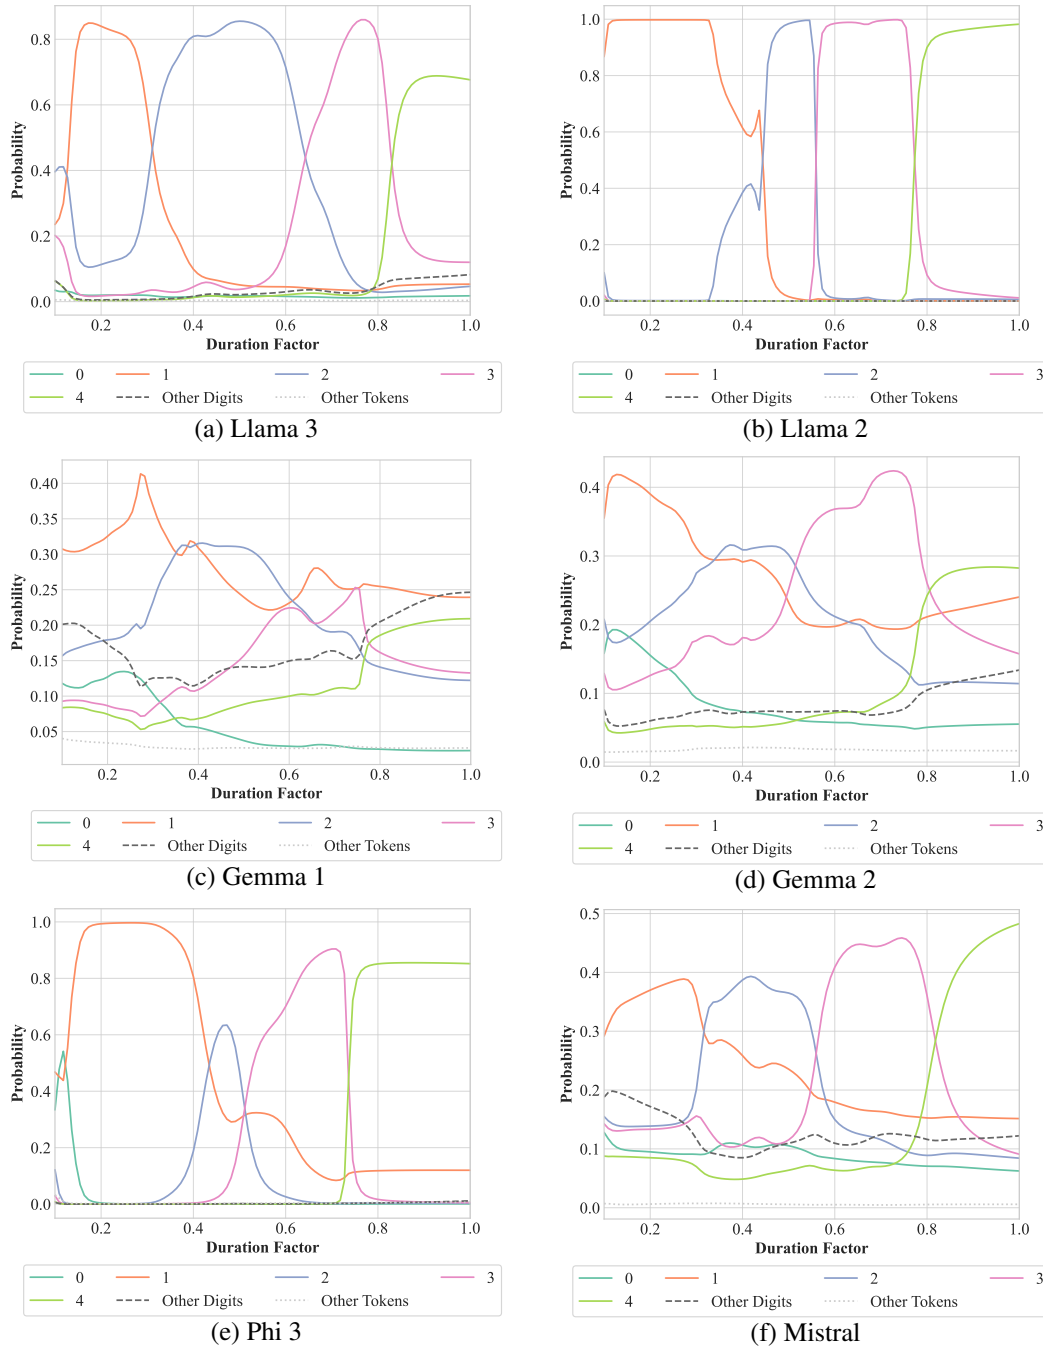 0.8
0.6
0.4
0.2
0.0
Probability
0.2 0.4 0.6 0.8 1.0
Duration Factor
0 1 2 3
4 Other Digits Other Tokens
(a) Llama 3
1.0
0.8
0.6
0.4
0.2
0.0
Probability
0.2 0.4 0.6 0.8 1.0
Duration Factor
0 1 2 3
4 Other Digits Other Tokens
(b) Llama 2
0.40
0.35
0.30
0.25
0.20
0.15
0.10
0.05
Probability
0.2 0.4 0.6 0.8 1.0
Duration Factor
0 1 2 3
4 Other Digits Other Tokens
(c) Gemma 1
0.4
0.3
0.2
0.1
0.0
Probability
0.2 0.4 0.6 0.8 1.0
Duration Factor
0 1 2 3
4 Other Digits Other Tokens
(d) Gemma 2
1.0
0.8
0.6
0.4
0.2
0.0
Probability
0.2 0.4 0.6 0.8 1.0
Duration Factor
0 1 2 3
4 Other Digits Other Tokens
(e) Phi 3
0.5
0.4
0.3
0.2
0.1
0.0
Probability
0.2 0.4 0.6 0.8 1.0
Duration Factor
0 1 2 3
4 Other Digits Other Tokens
(f) Mistral